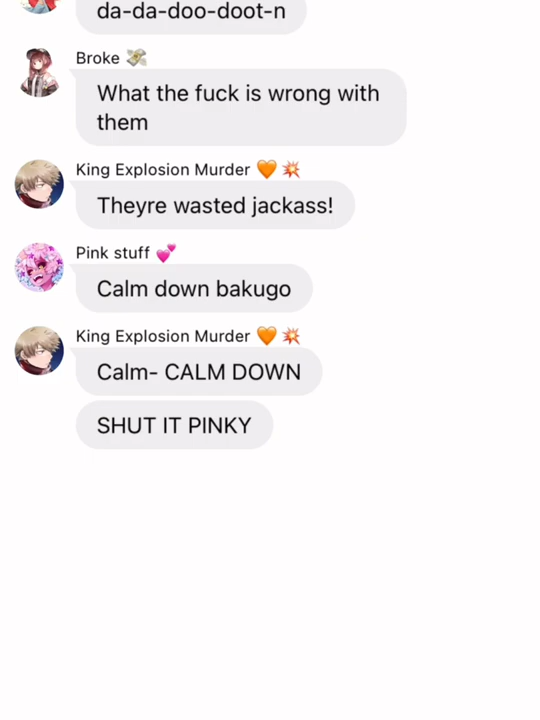 da-da-doo-doot-n
Broke 💸
What the fuck is wrong with
them
King Explosion Murder 🧡 💥
Theyre wasted jackass!
Pink stuff 💕
Calm down bakugo
King Explosion Murder 🧡 💥
Calm- CALM DOWN
SHUT IT PINKY